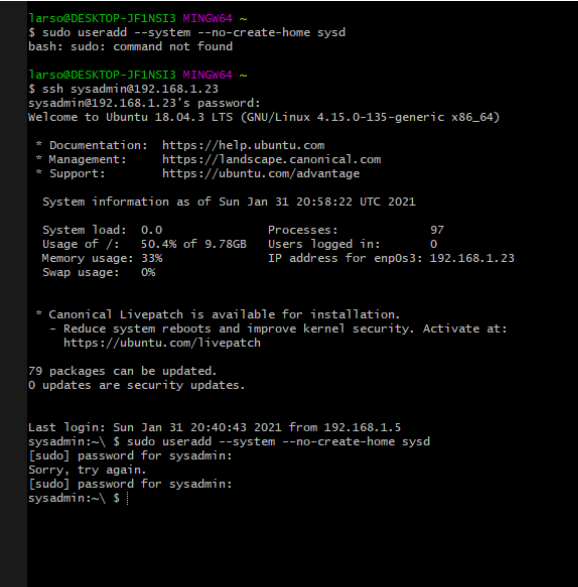 larso@DESKTOP-JF1NSI3 MINGW64 ~
$ sudo useradd --system --no-create-home sysd
bash: sudo: command not found
larso@DESKTOP-JF1NSI3 MINGW64 ~
$ ssh sysadmin@192.168.1.23
sysadmin@192.168.1.23's password:
Welcome to Ubuntu 18.04.3 LTS (GNU/Linux 4.15.0-135-generic x86_64)
* Documentation: https://help.ubuntu.com
* Management: https://landscape.canonical.com
* Support: https://ubuntu.com/advantage
System information as of Sun Jan 31 20:58:22 UTC 2021
System load: 0.0 Processes: 97
Usage of /: 50.4% of 9.78GB Users logged in: 0
Memory usage: 33% IP address for enp0s3: 192.168.1.23
Swap usage: 0%
* Canonical Livepatch is available for installation.
- Reduce system reboots and improve kernel security. Activate at:
https://ubuntu.com/livepatch
79 packages can be updated.
0 updates are security updates.
Last login: Sun Jan 31 20:40:43 2021 from 192.168.1.5
sysadmin:~\ $ sudo useradd --system --no-create-home sysd
[sudo] password for sysadmin:
Sorry, try again.
[sudo] password for sysadmin:
sysadmin:~\ $